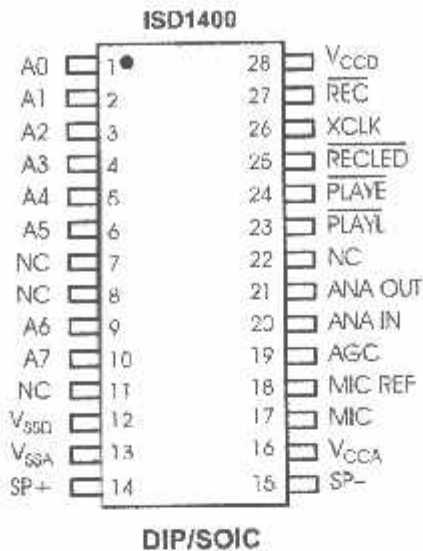 ISD1400
A0 1 28 VCCD
A1 2 27 REC
A2 3 26 XCLK
A3 4 25 RECLED
A4 5 24 PLAYE
A5 6 23 PLAYL
NC 7 22 NC
NC 8 21 ANA OUT
A6 9 20 ANA IN
A7 10 19 AGC
NC 11 18 MIC REF
VSSD 12 17 MIC
VSSA 13 16 VCCA
SP+ 14 15 SP-
DIP/SOIC